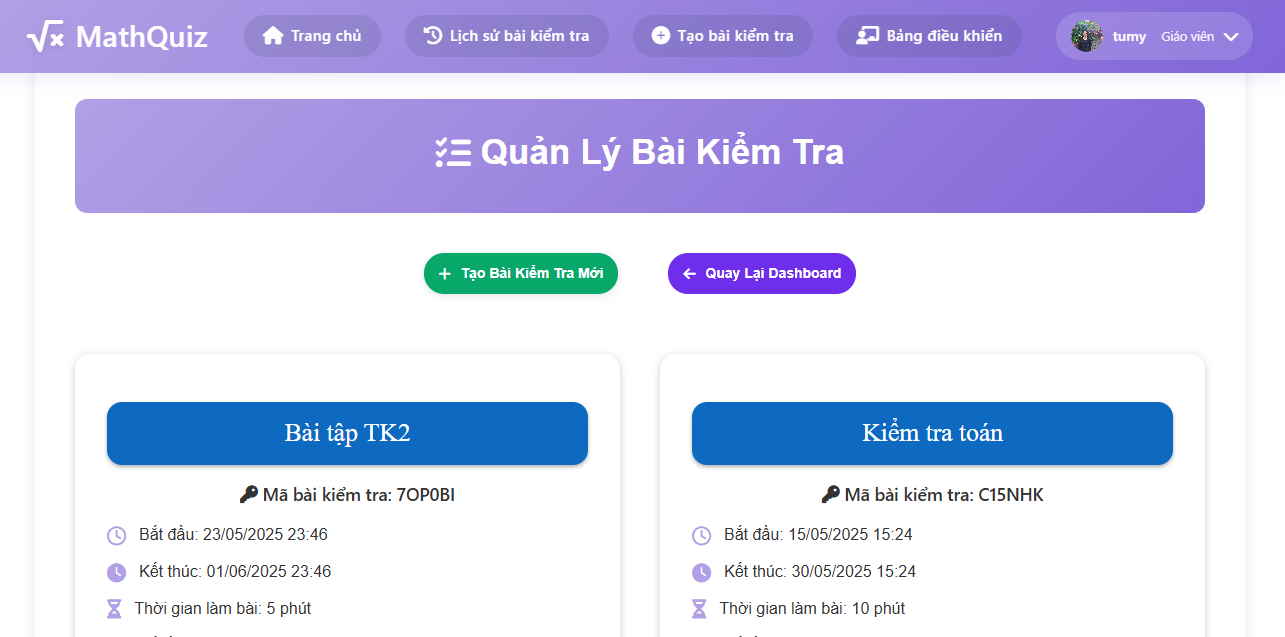 MathQuiz
Trang chủ
Lịch sử bài kiểm tra
Tạo bài kiểm tra
Bảng điều khiển
tumy Giáo viên
Quản Lý Bài Kiểm Tra
Tạo Bài Kiểm Tra Mới
Quay Lại Dashboard
Bài tập TK2
Mã bài kiểm tra: 7OP0BI
Bắt đầu: 23/05/2025 23:46
Kết thúc: 01/06/2025 23:46
Thời gian làm bài: 5 phút
Kiểm tra toán
Mã bài kiểm tra: C15NHK
Bắt đầu: 15/05/2025 15:24
Kết thúc: 30/05/2025 15:24
Thời gian làm bài: 10 phút